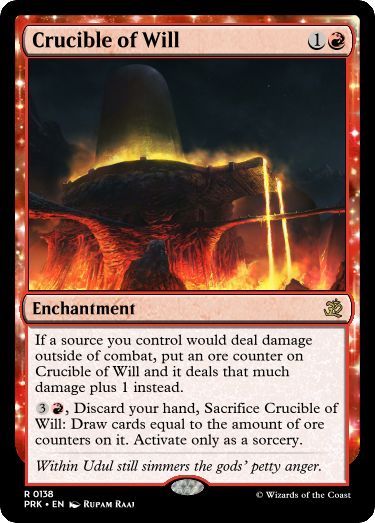 Crucible of Will 1
Enchantment
If a source you control would deal damage
outside of combat, put an ore counter on
Crucible of Will and it deals that much
damage plus 1 instead.
3 , Discard your hand, Sacrifice Crucible of
Will: Draw cards equal to the amount of ore
counters on it. Activate only as a sorcery.
Within Udul still simmers the gods' petty anger.
R 0138
PRK • EN Rupam Raaj
© Wizards of the Coast